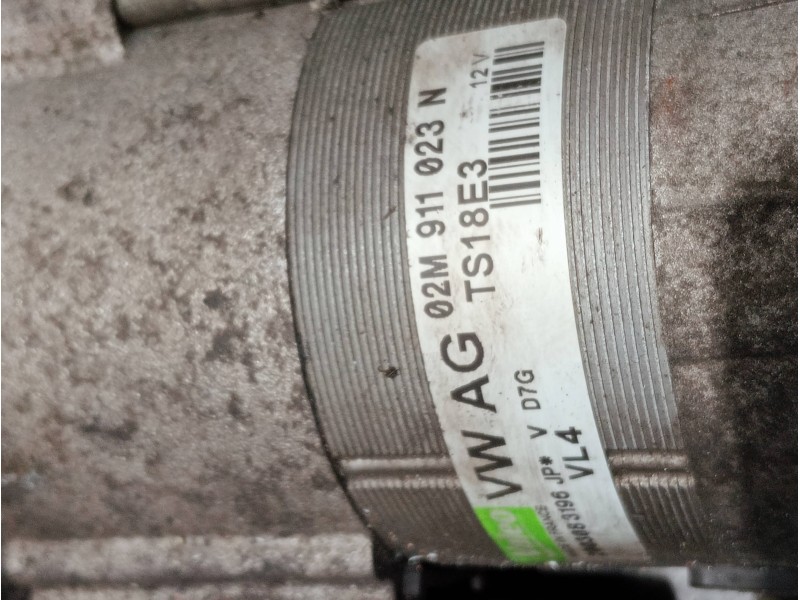 VW AG 02M 911 023 N
TS18E3 12V
JP* V D7G
VL4